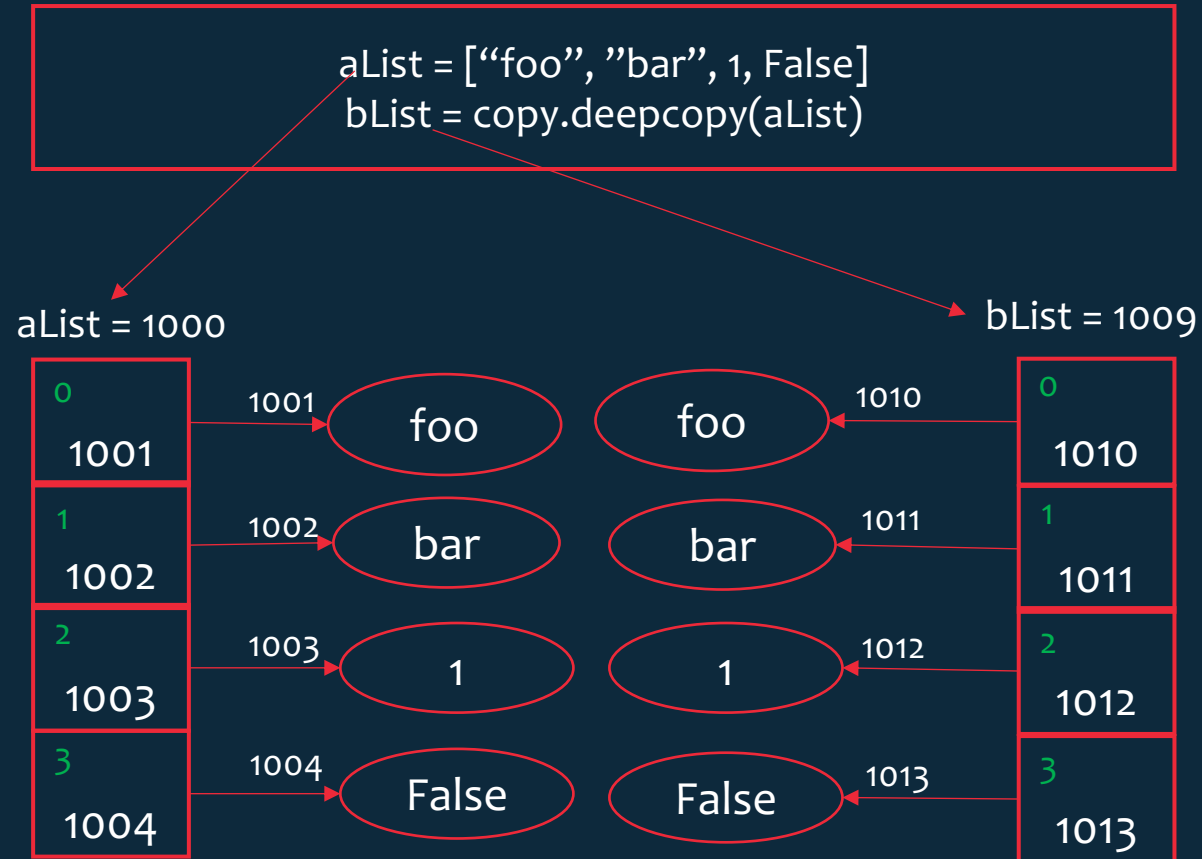 aList = [“foo”, ”bar”, 1, False]
bList = copy.deepcopy(aList)
aList = 1000
bList = 1009
0
1001
1001
foo
foo
1010
0
1010
1
1002
1002
bar
bar
1011
1
1011
2
1003
1003
1
1
1012
2
1012
3
1004
1004
False
False
1013
3
1013